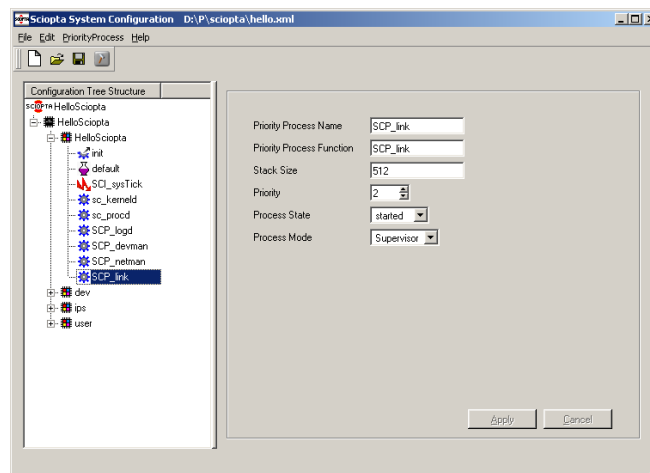 Sciopta System Configuration D:\P\sciopta\hello.xml
File Edit PriorityProcess Help
Configuration Tree Structure
SCIOPTA HelloSciopta
HelloSciopta
HelloSciopta
init
default
SCI_sysTick
sc_kerneld
sc_procd
SCP_logd
SCP_devman
SCP_netman
SCP_link
dev
ips
user
Priority Process Name SCP_link
Priority Process Function SCP_link
Stack Size 512
Priority 2
Process State started
Process Mode Supervisor
Apply Cancel